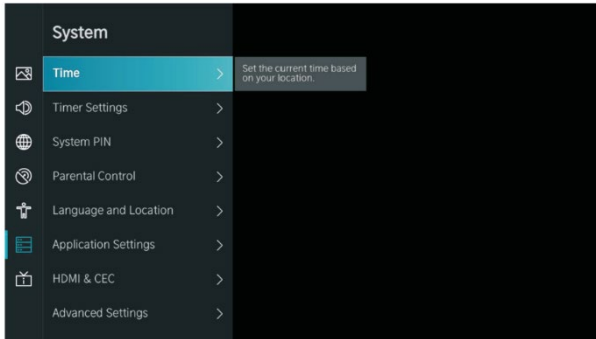 System
Time
Set the current time based
on your location.
Timer Settings
System PIN
Parental Control
Language and Location
Application Settings
HDMI & CEC
Advanced Settings